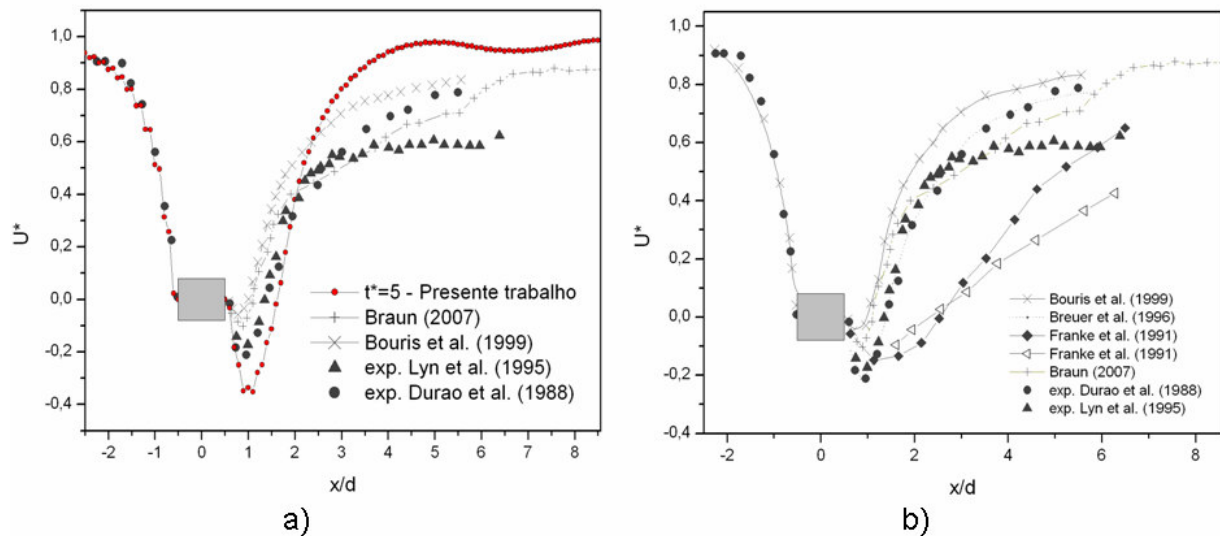 1,0
0,8
0,6
0,4
0,2
0,0
-0,2
-0,4
U*
-2 -1 0 1 2 3 4 5 6 7 8
x/d
t*=5 - Presente trabalho
Braun (2007)
Bouris et al. (1999)
exp. Lyn et al. (1995)
exp. Durao et al. (1988)
a)
1,0
0,8
0,6
0,4
0,2
0,0
-0,2
-0,4
U*
-2 0 2 4 6 8
x/d
Bouris et al. (1999)
Breuer et al. (1996)
Franke et al. (1991)
Franke et al. (1991)
Braun (2007)
exp. Durao et al. (1988)
exp. Lyn et al. (1995)
b)